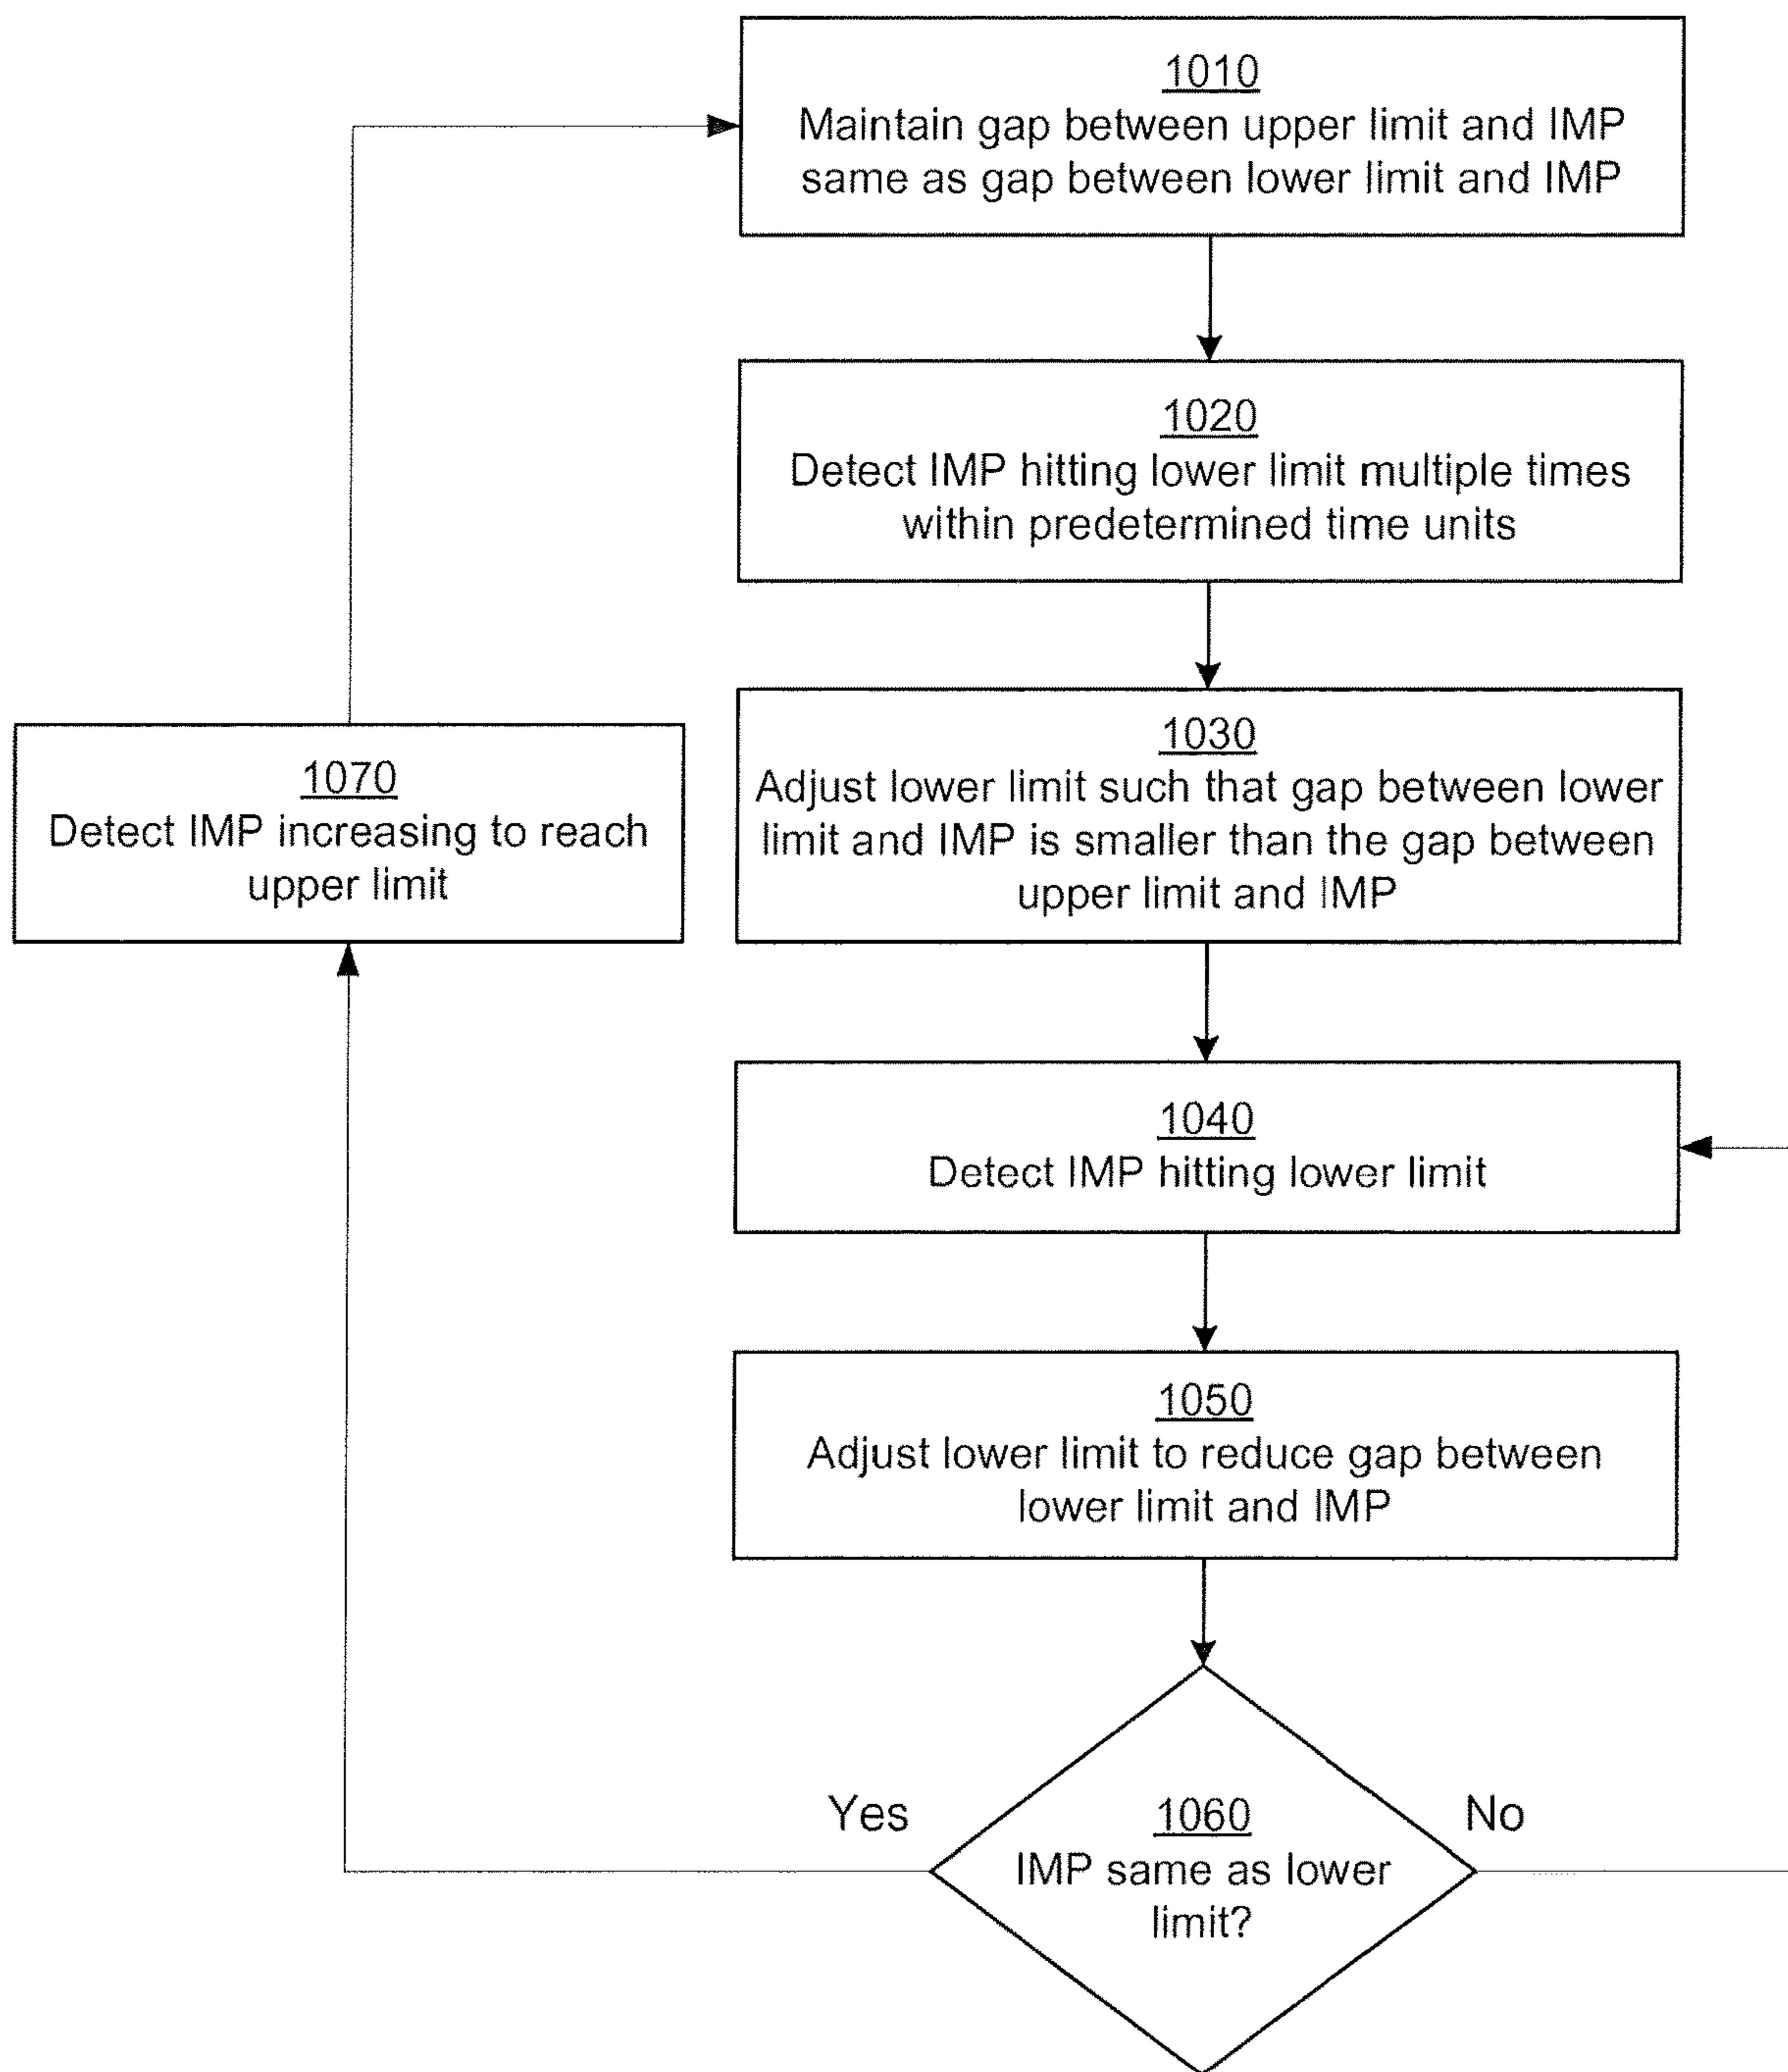 1010
Maintain gap between upper limit and IMP
same as gap between lower limit and IMP
1020
Detect IMP hitting lower limit multiple times
within predetermined time units
1030
Adjust lower limit such that gap between lower
limit and IMP is smaller than the gap between
upper limit and IMP
1070
Detect IMP increasing to reach
upper limit
1040
Detect IMP hitting lower limit
1050
Adjust lower limit to reduce gap between
lower limit and IMP
Yes
1060
IMP same as lower
limit?
No